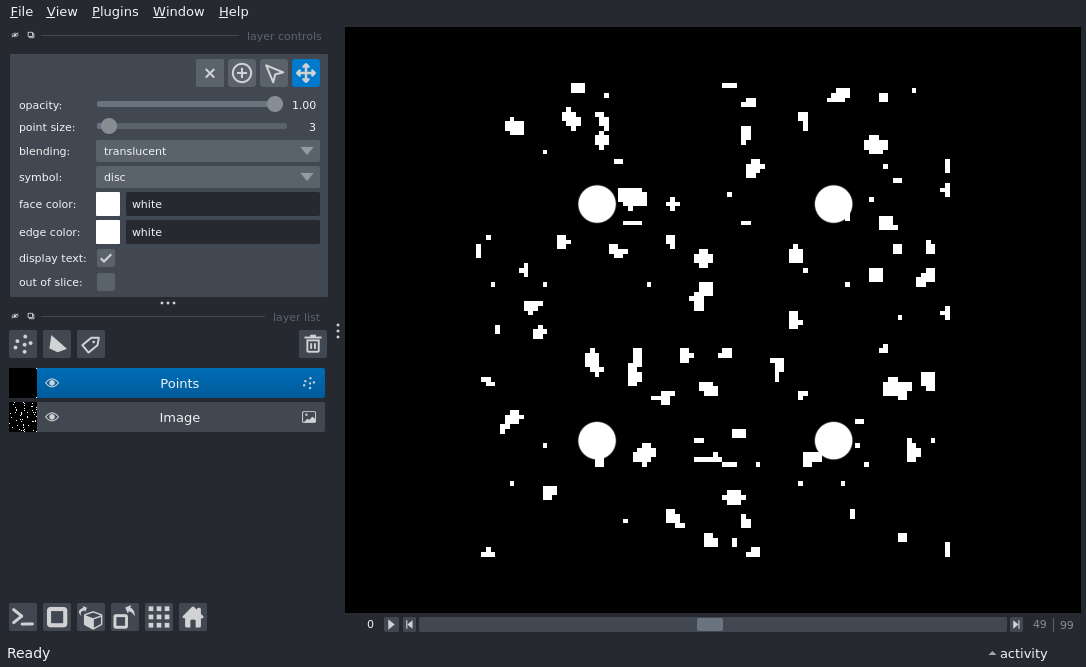 File View Plugins Window Help
layer controls
opacity: 1.00
point size: 3
blending: translucent
symbol: disc
face color: white
edge color: white
display text:
out of slice:
layer list
Points
Image
0 49 | 99
Ready activity